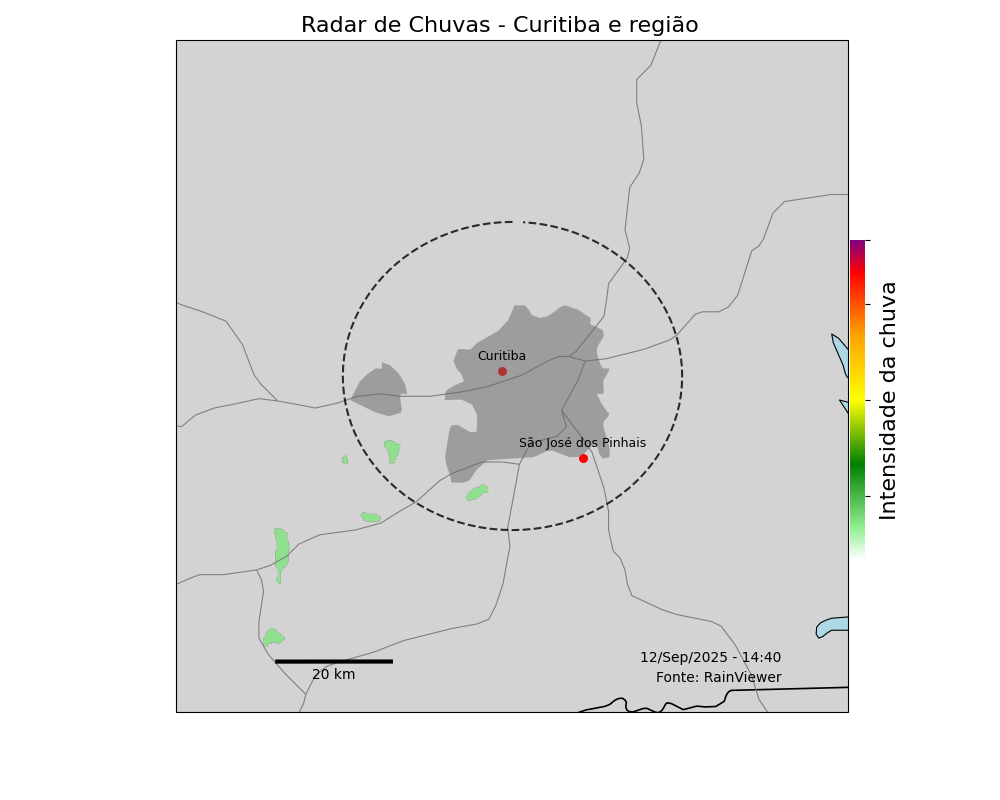 Radar de Chuvas - Curitiba e região
Curitiba
São José dos Pinhais
Intensidade da chuva
12/Sep/2025 - 14:40
Fonte: RainViewer
20 km